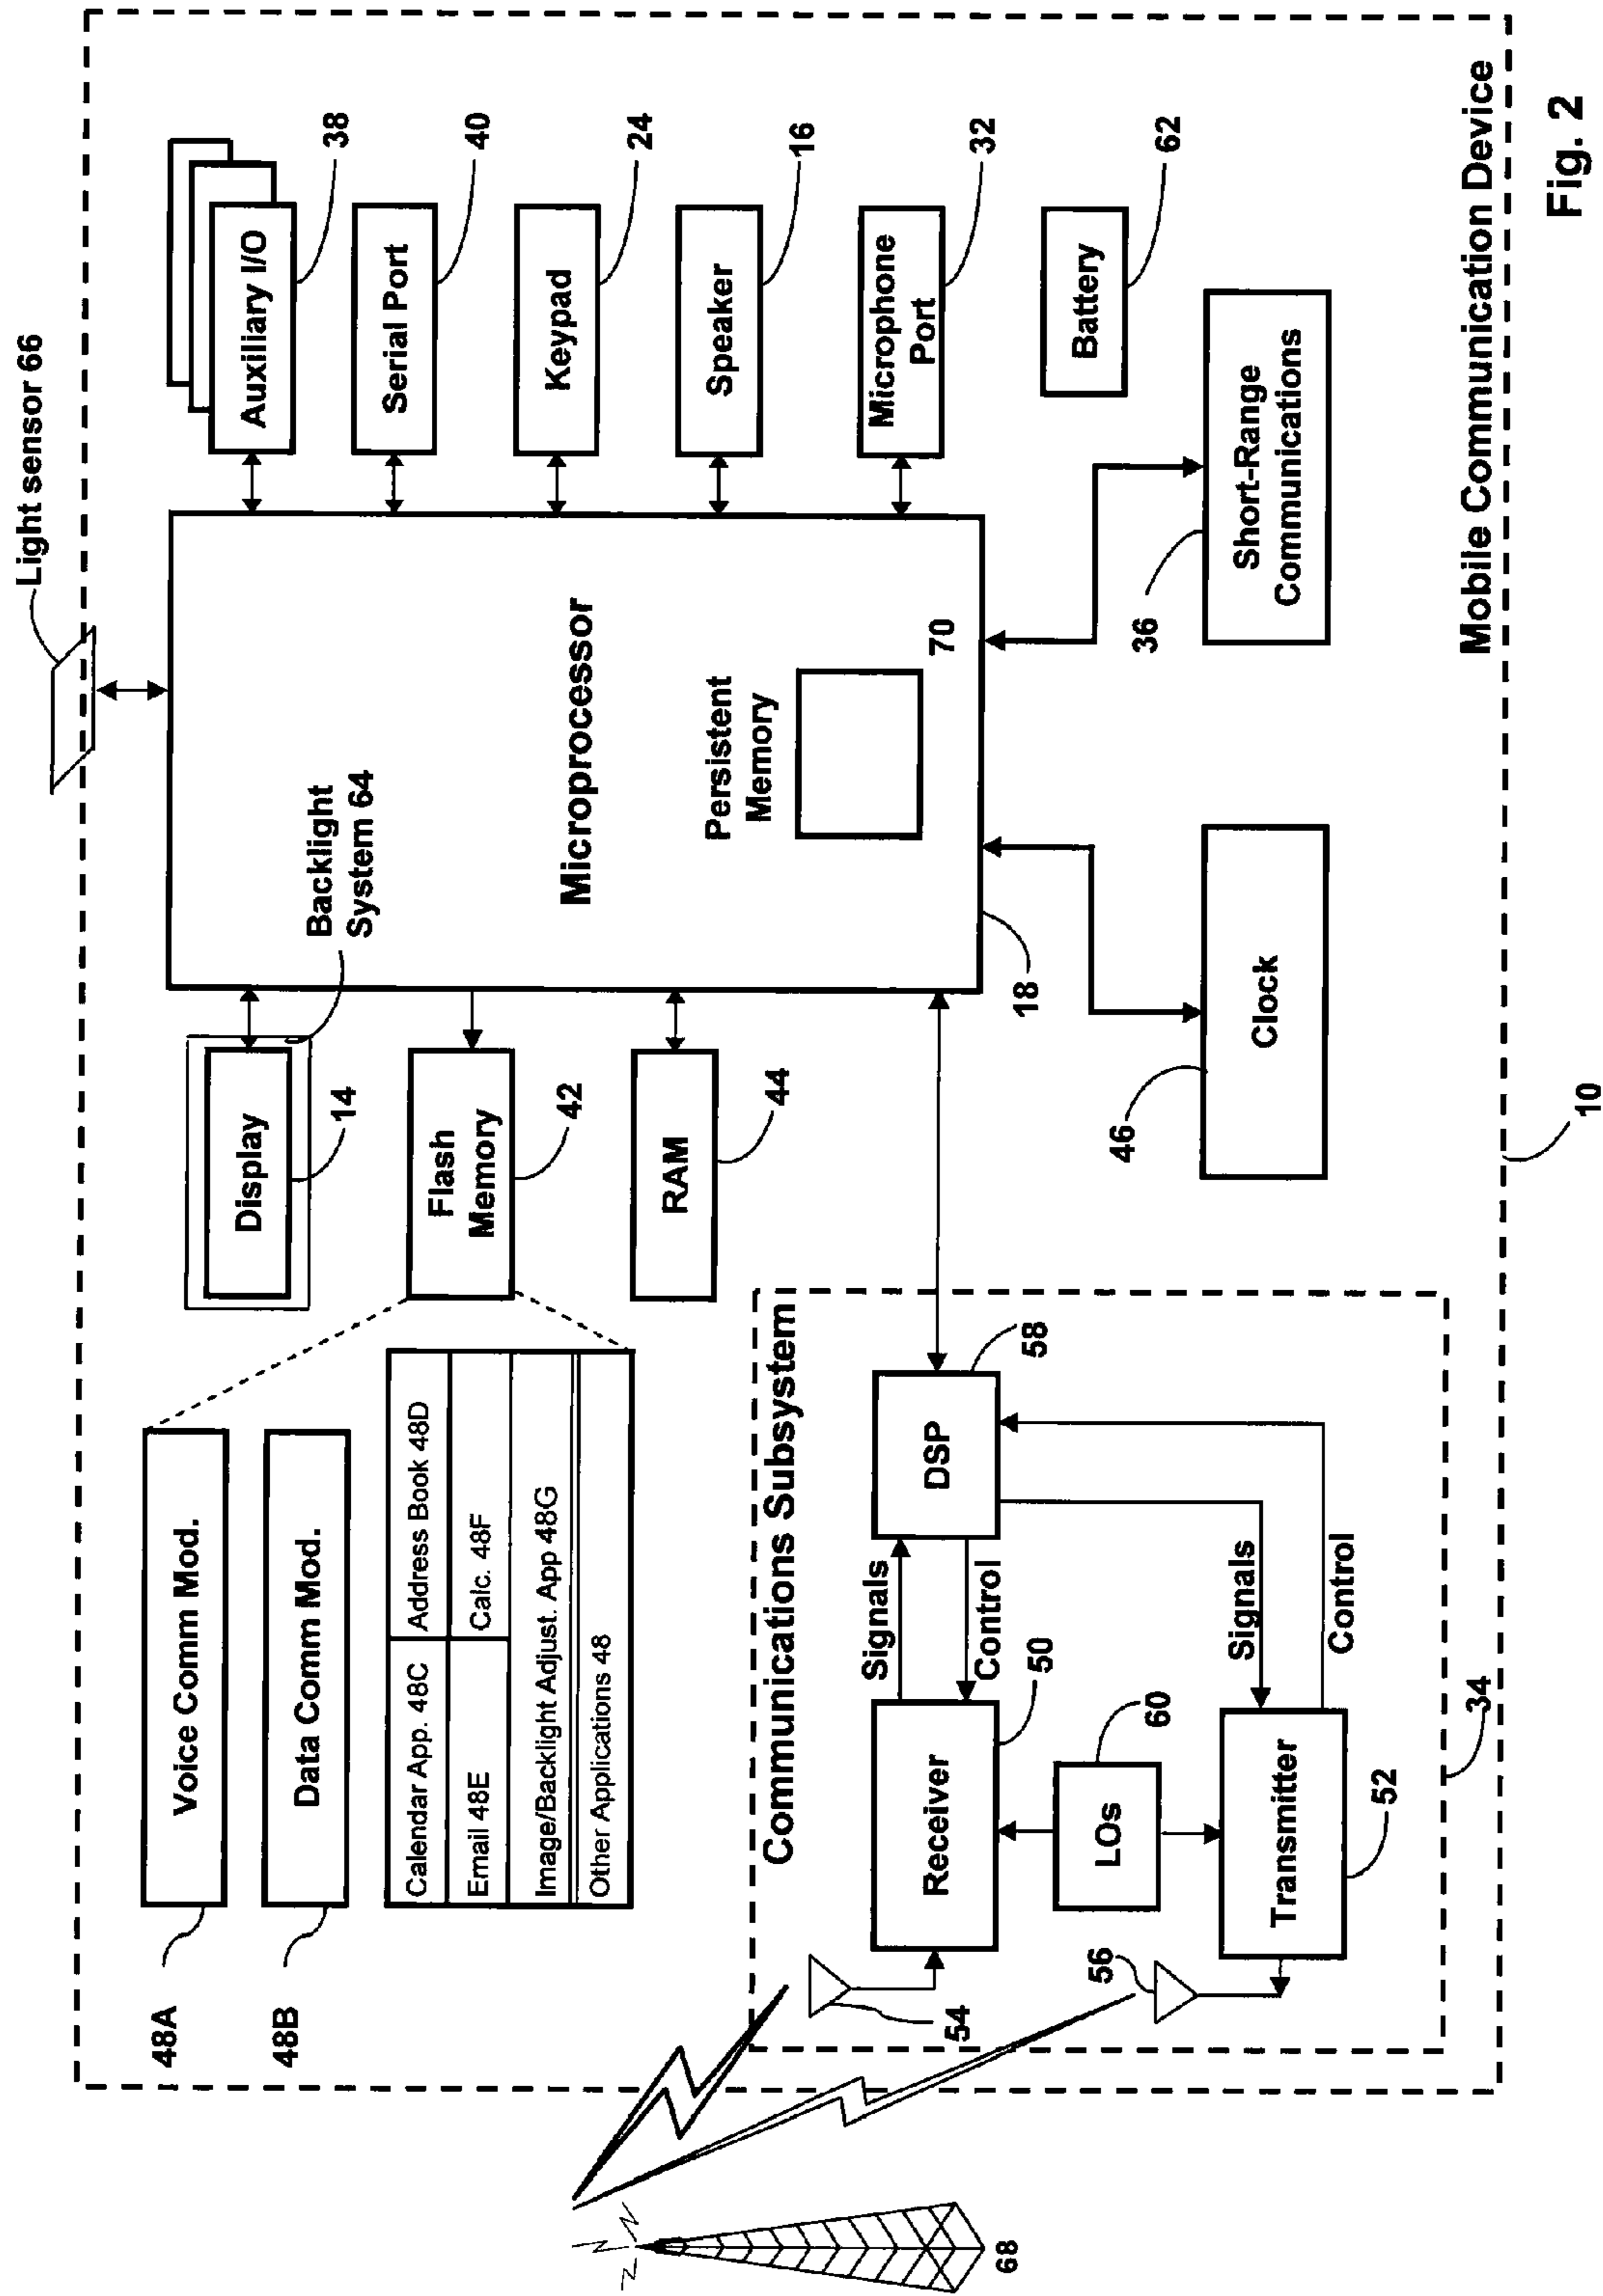 Light sensor 66
Voice Comm Mod.
48A
Data Comm Mod.
48B
Calendar App. 48C
Address Book 48D
Email 48E
Calc. 48F
Image/Backlight Adjust. App 48G
Other Applications 48
Display
14
Backlight
System 64
Flash
Memory
42
RAM
44
Microprocessor
Persistent
Memory
70
18
Auxiliary I/O
38
Serial Port
40
Keypad
24
Speaker
16
Microphone
Port
32
Battery
62
Short-Range
Communications
36
Clock
46
Communications Subsystem
Receiver
50
Signals
Control
DSP
58
LOs
60
Signals
Control
Transmitter
52
54
56
34
68
10
Mobile Communication Device
Fig. 2